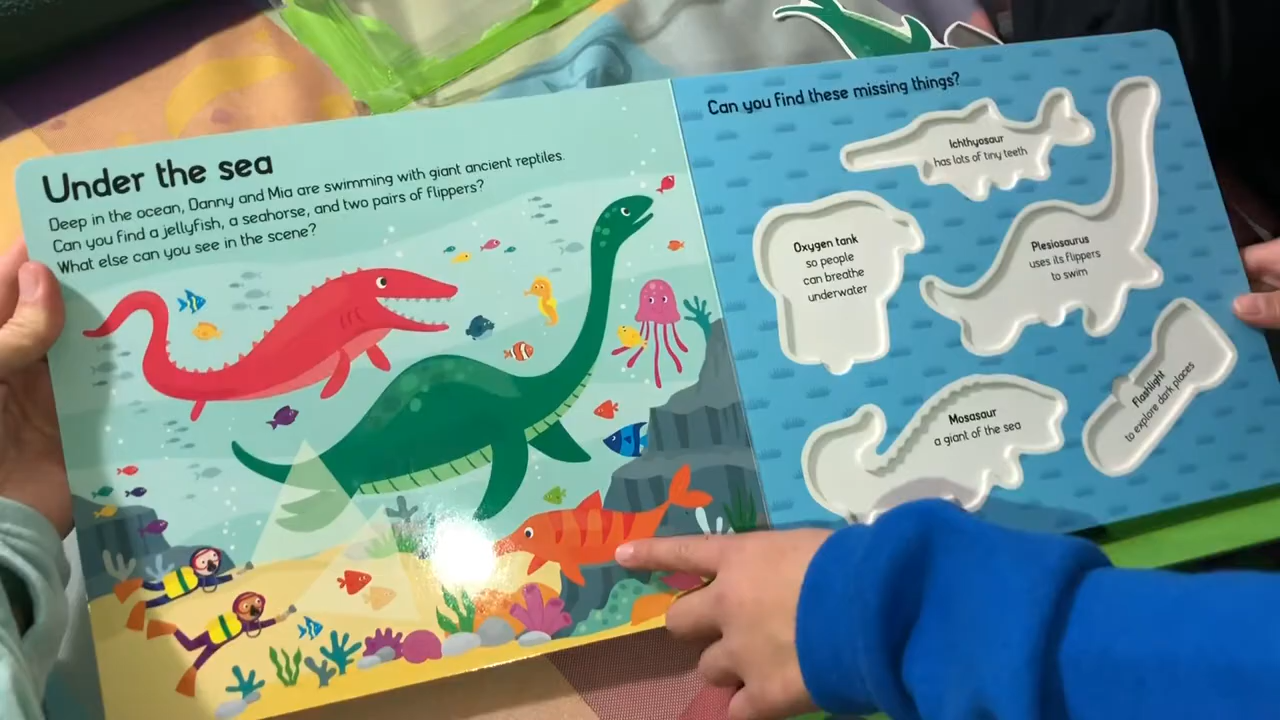 Under the sea
Deep in the ocean, Danny and Mia are swimming with giant ancient reptiles.
Can you find a jellyfish, a seahorse, and two pairs of flippers?
What else can you see in the scene?
Can you find these missing things?
Ichthyosaur
has lots of tiny teeth
Oxygen tank
so people
can breathe
underwater
Plesiosaurus
uses its flippers
to swim
Mosasaur
a giant of the sea
Flashlight
to explore dark places